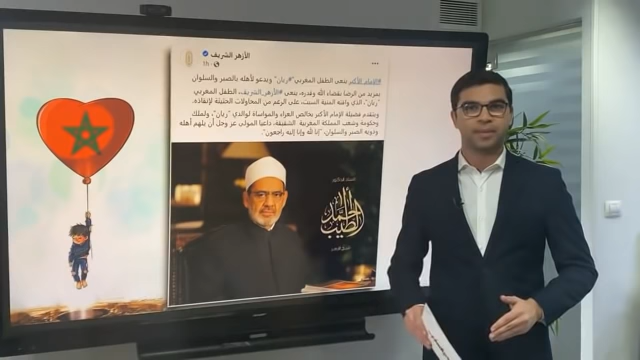 الأزهر الشريف
1h
#الإمام_الأكبر ينعى الطفل المغربي "#ريان" ويدعو لأهله بالصبر والسلوان
بمزيد من الرضا بقضاء الله وقدره، ينعى #الأزهر_الشريف، الطفل المغربي
"ريان"، الذي وافته المنية السبت، على الرغم من المحاولات الحثيثة لإنقاذه.
ويتقدم فضيلة الإمام الأكبر بخالص العزاء والمواساة لوالدي "ريان"، ولملك
وحكومة وشعب المملكة المغربية الشقيقة، داعيا المولى عز وجل أن يلهم أهله
وذويه الصبر والسلوان، "إنا لله وإنا إليه راجعون".
أحمد
الطيب